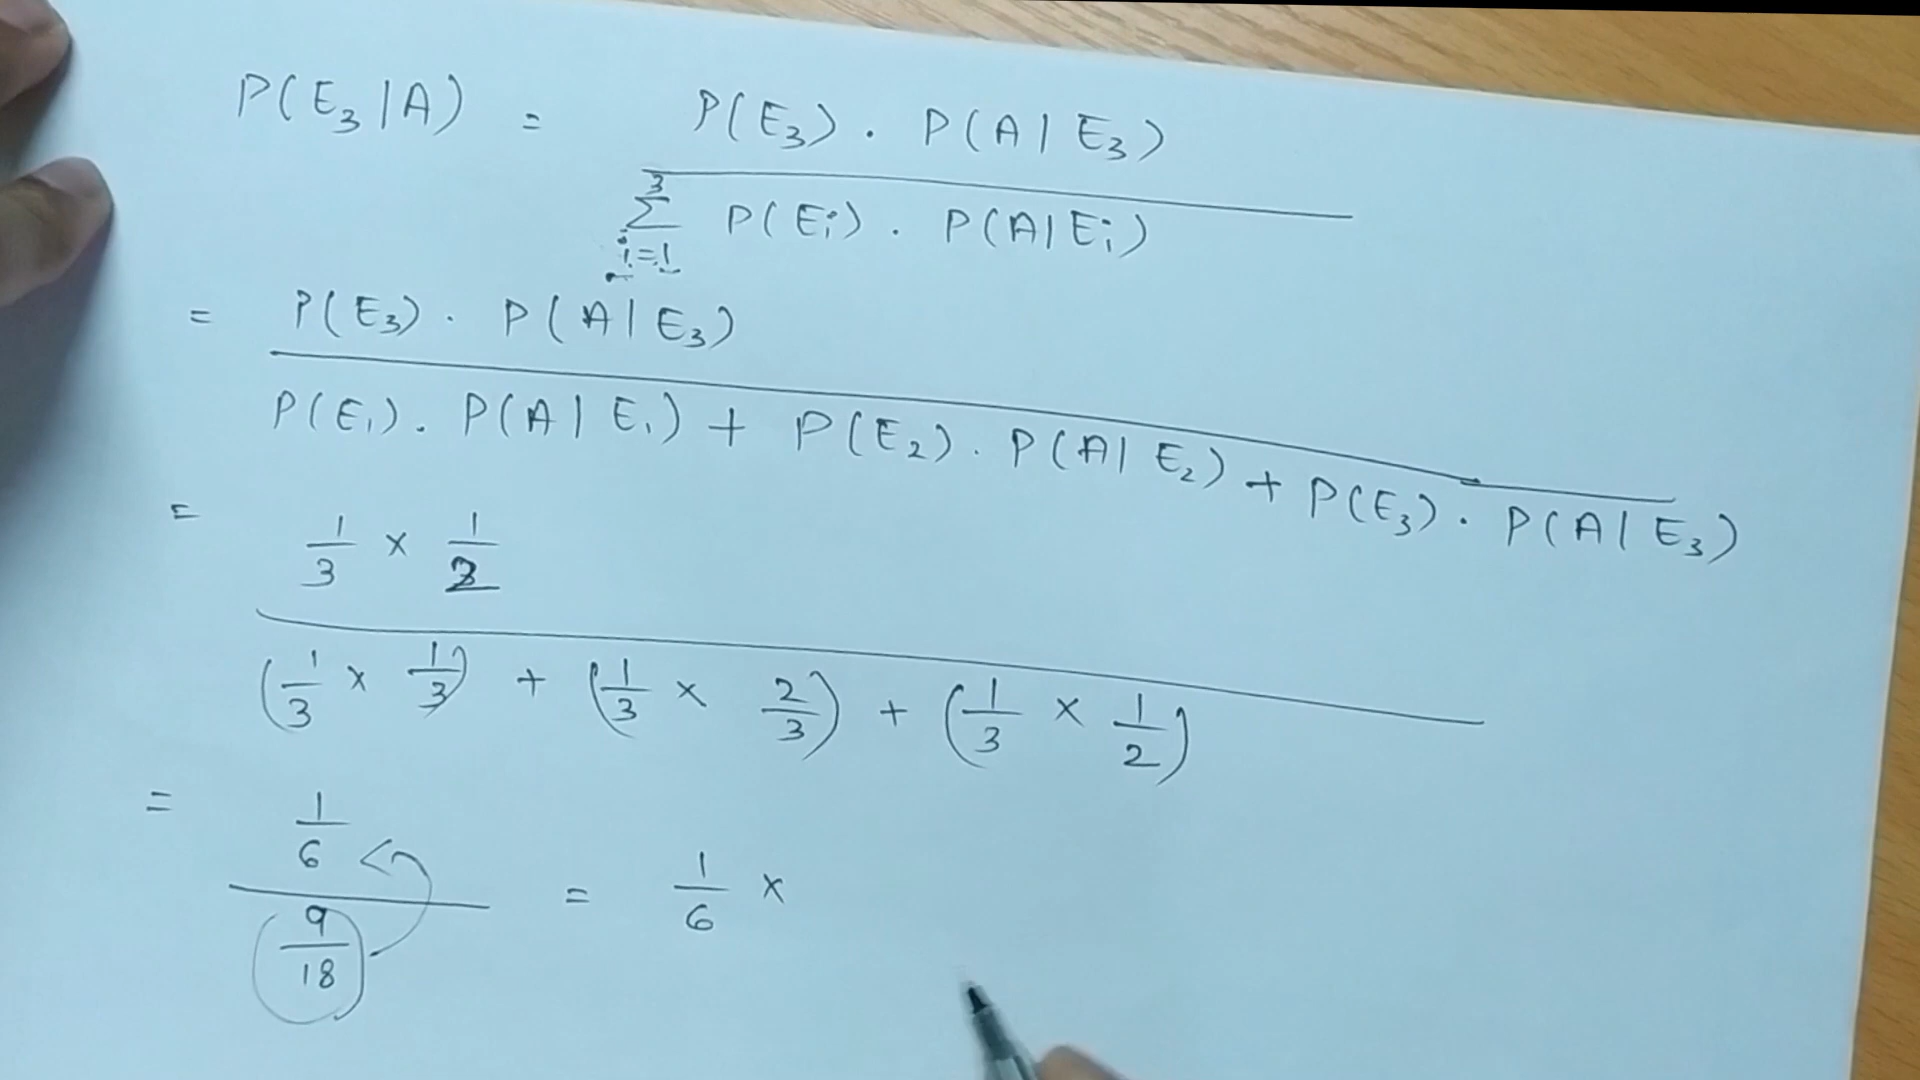 P(E₃|A) = P(E₃) . P(A|E₃)
3
Σ P(Eᵢ) . P(A|Eᵢ)
i=1
= P(E₃) . P(A|E₃)
P(E₁) . P(A|E₁) + P(E₂) . P(A|E₂) + P(E₃) . P(A|E₃)
= 1/3 × 1/2
(1/3 × 1/3) + (1/3 × 2/3) + (1/3 × 1/2)
= 1/6 = 1/6 ×
9/18